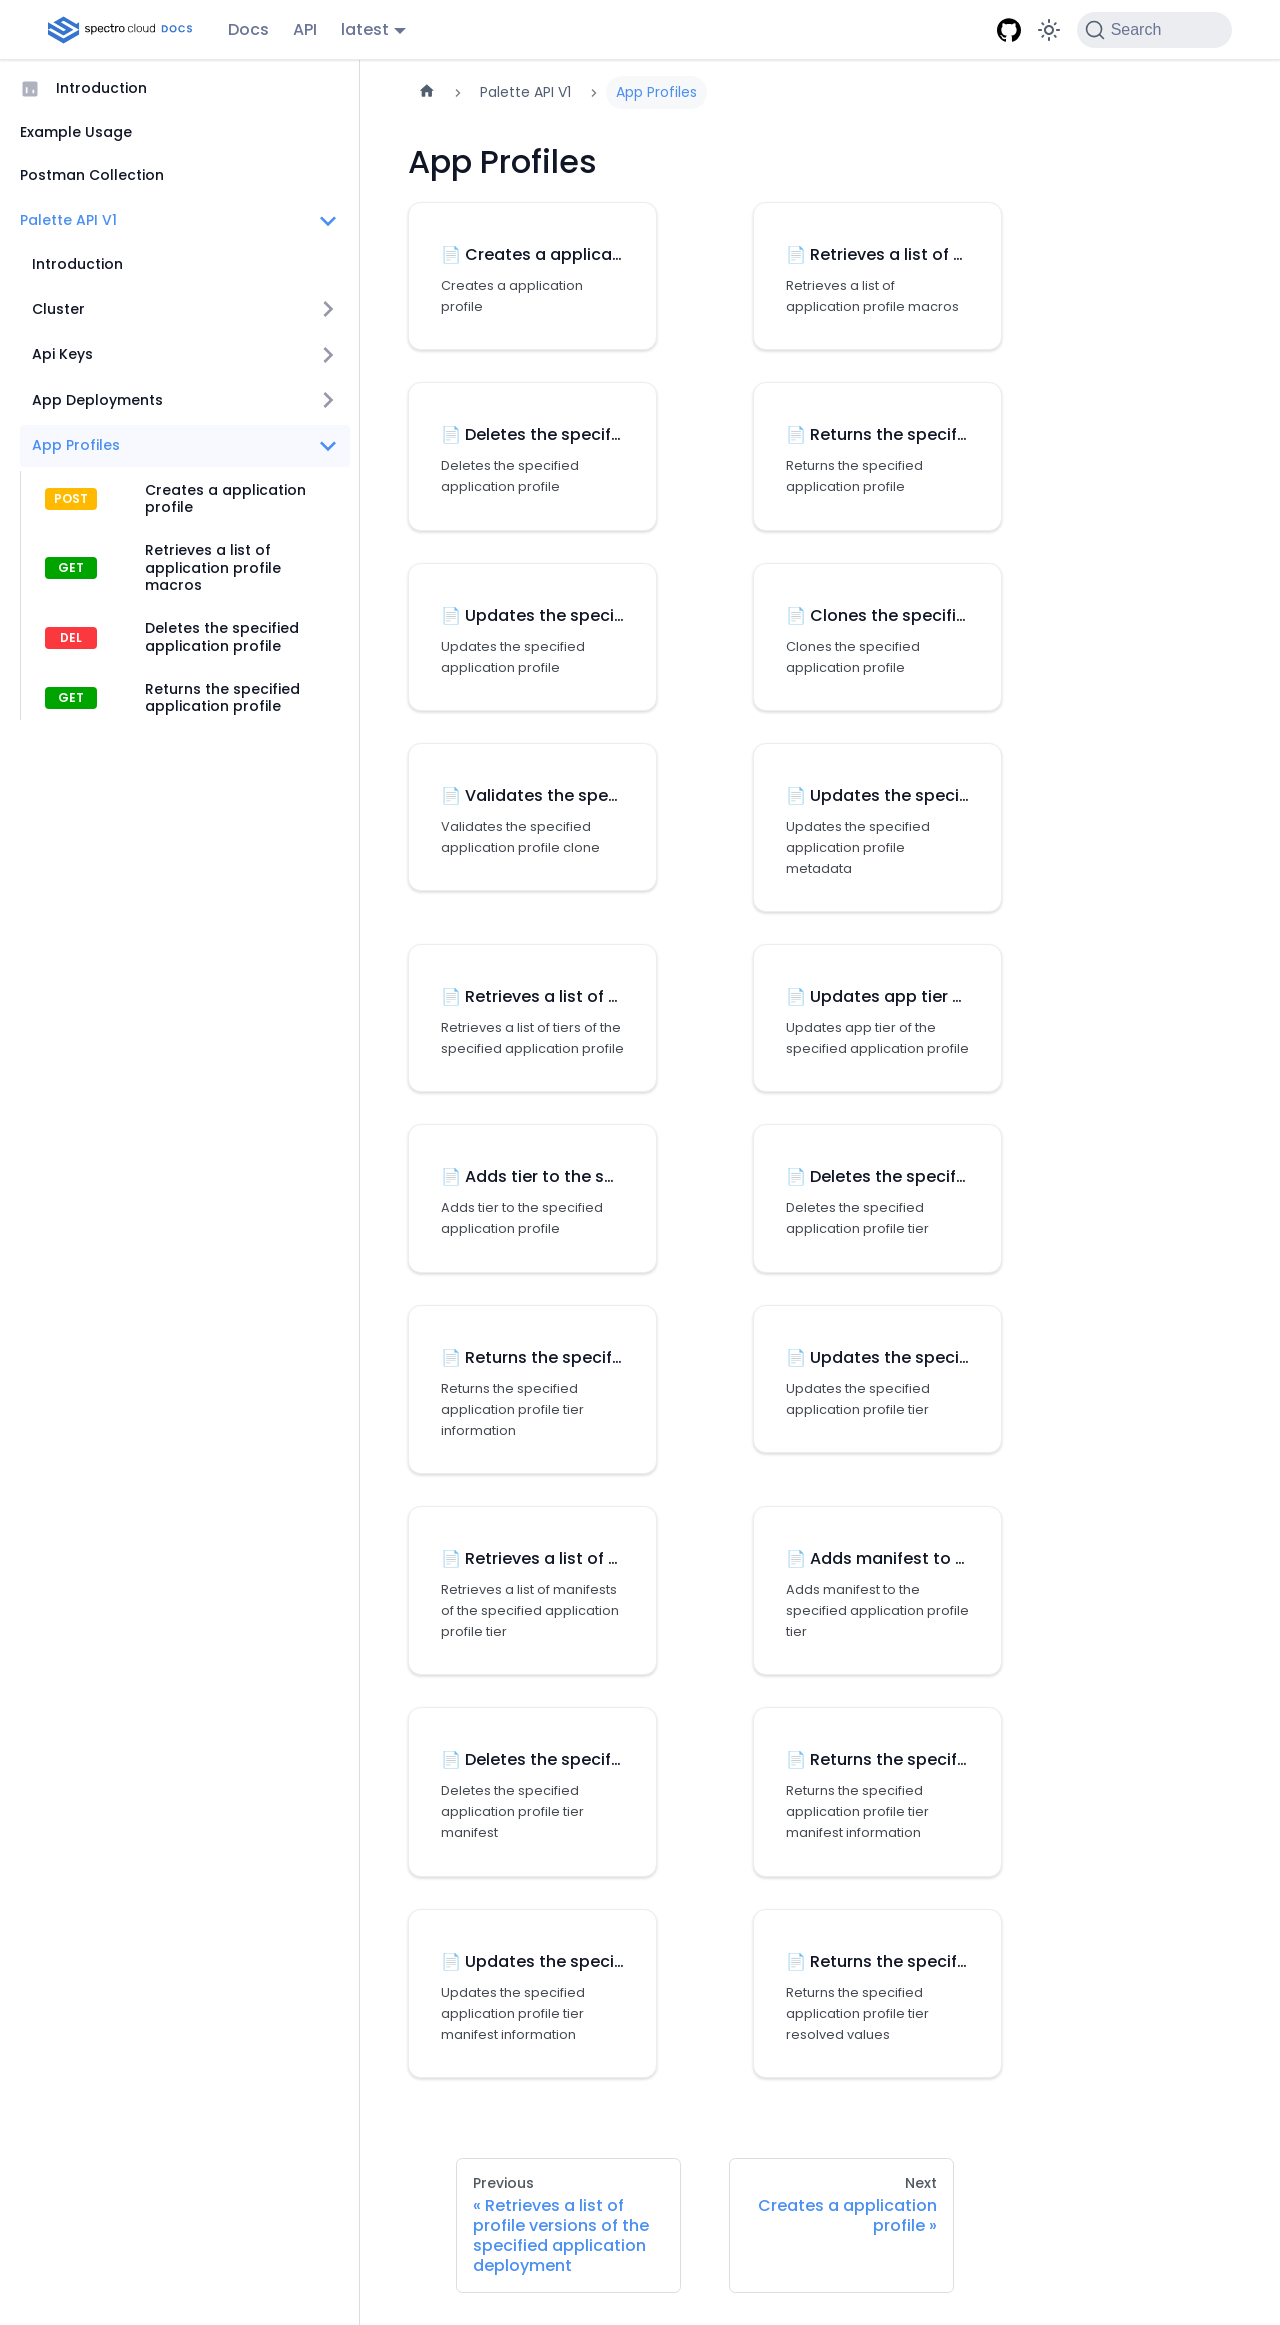 spectro cloud DOCS
Docs
API
latest
Search
Introduction
Example Usage
Postman Collection
Palette API V1
Introduction
Cluster
Api Keys
App Deployments
App Profiles
POST
Creates a application
profile
GET
Retrieves a list of
application profile
macros
DEL
Deletes the specified
application profile
GET
Returns the specified
application profile
Palette API V1
App Profiles
App Profiles
Creates a applica...
Creates a application
profile
Retrieves a list of ...
Retrieves a list of
application profile macros
Deletes the specif...
Deletes the specified
application profile
Returns the specif...
Returns the specified
application profile
Updates the speci...
Updates the specified
application profile
Clones the specifi...
Clones the specified
application profile
Validates the spe...
Validates the specified
application profile clone
Updates the speci...
Updates the specified
application profile
metadata
Retrieves a list of ...
Retrieves a list of tiers of the
specified application profile
Updates app tier ...
Updates app tier of the
specified application profile
Adds tier to the s...
Adds tier to the specified
application profile
Deletes the specif...
Deletes the specified
application profile tier
Returns the specif...
Returns the specified
application profile tier
information
Updates the speci...
Updates the specified
application profile tier
Retrieves a list of ...
Retrieves a list of manifests
of the specified application
profile tier
Adds manifest to ...
Adds manifest to the
specified application profile
tier
Deletes the specif...
Deletes the specified
application profile tier
manifest
Returns the specif...
Returns the specified
application profile tier
manifest information
Updates the speci...
Updates the specified
application profile tier
manifest information
Returns the specif...
Returns the specified
application profile tier
resolved values
Previous
« Retrieves a list of
profile versions of the
specified application
deployment
Next
Creates a application
profile »